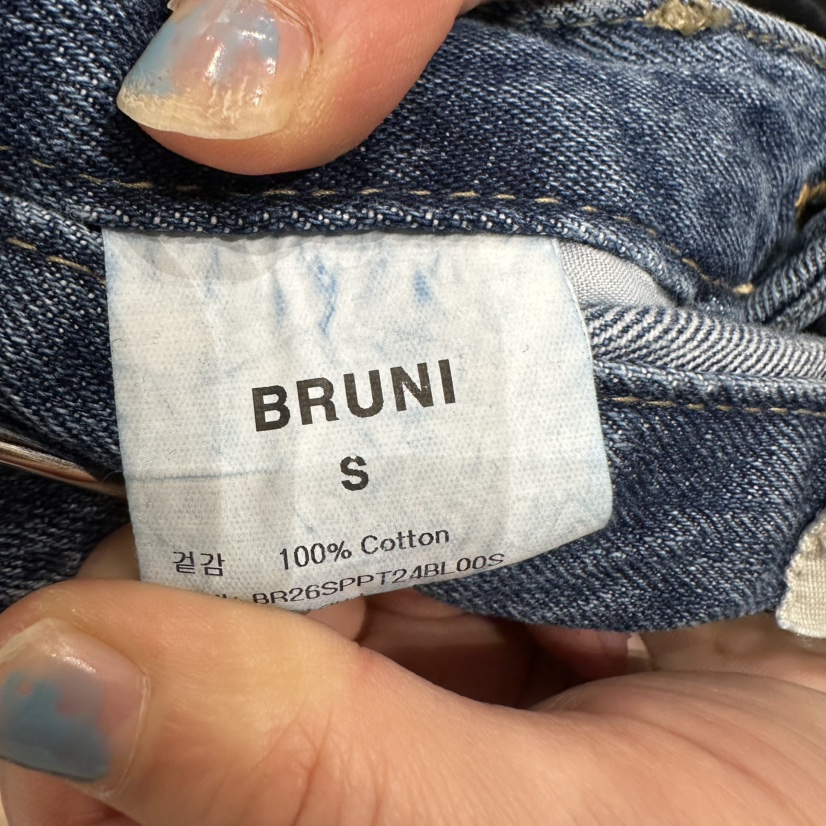 BRUNI
S
겉감 100% Cotton
BR26SPPT24BL00S